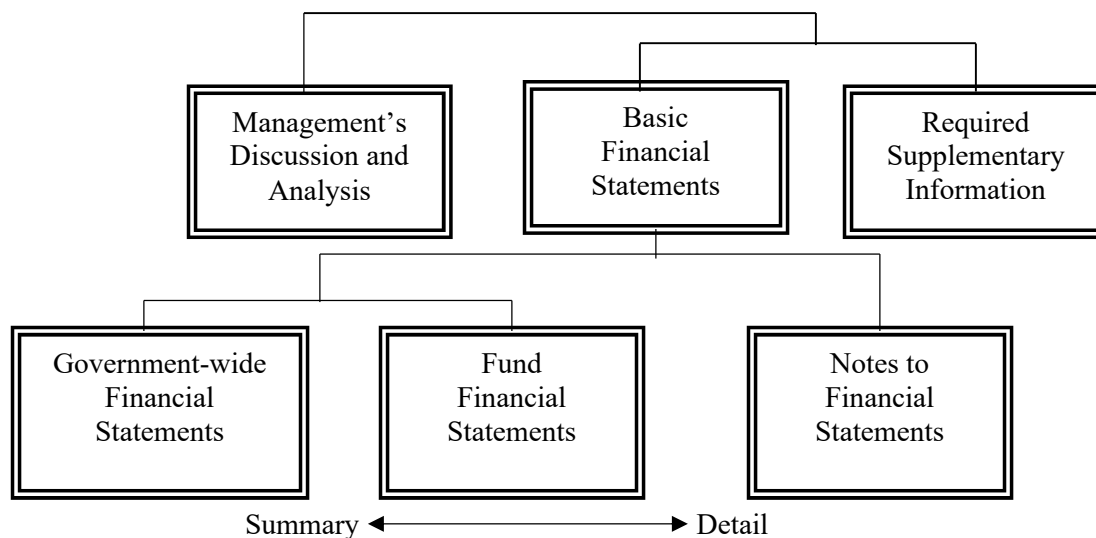 Management’s
Discussion and
Analysis
Basic
Financial
Statements
Required
Supplementary
Information
Government-wide
Financial
Statements
Fund
Financial
Statements
Notes to
Financial
Statements
Summary
Detail